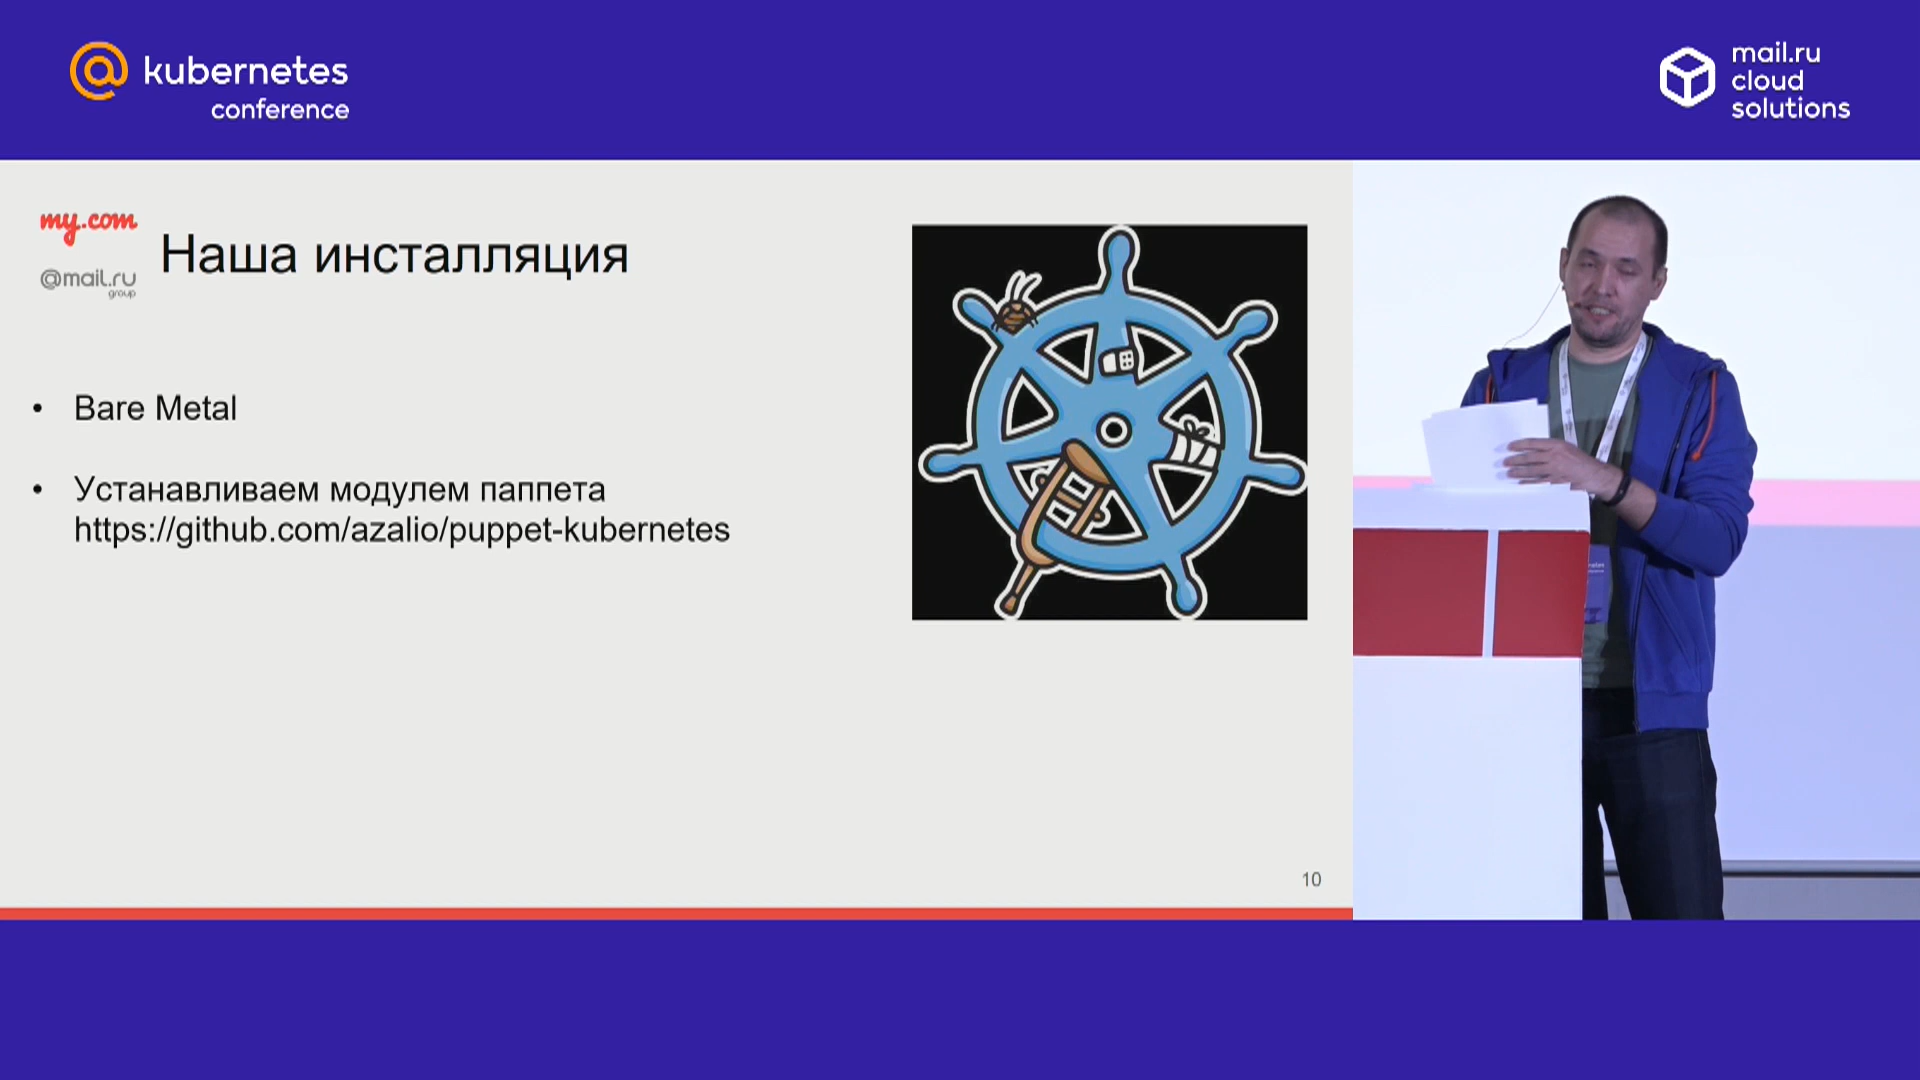 kubernetes
conference
mail.ru
cloud
solutions
my.com
@mail.ru
group
Наша инсталляция
• Bare Metal
• Устанавливаем модулем паппета
https://github.com/azalio/puppet-kubernetes
10